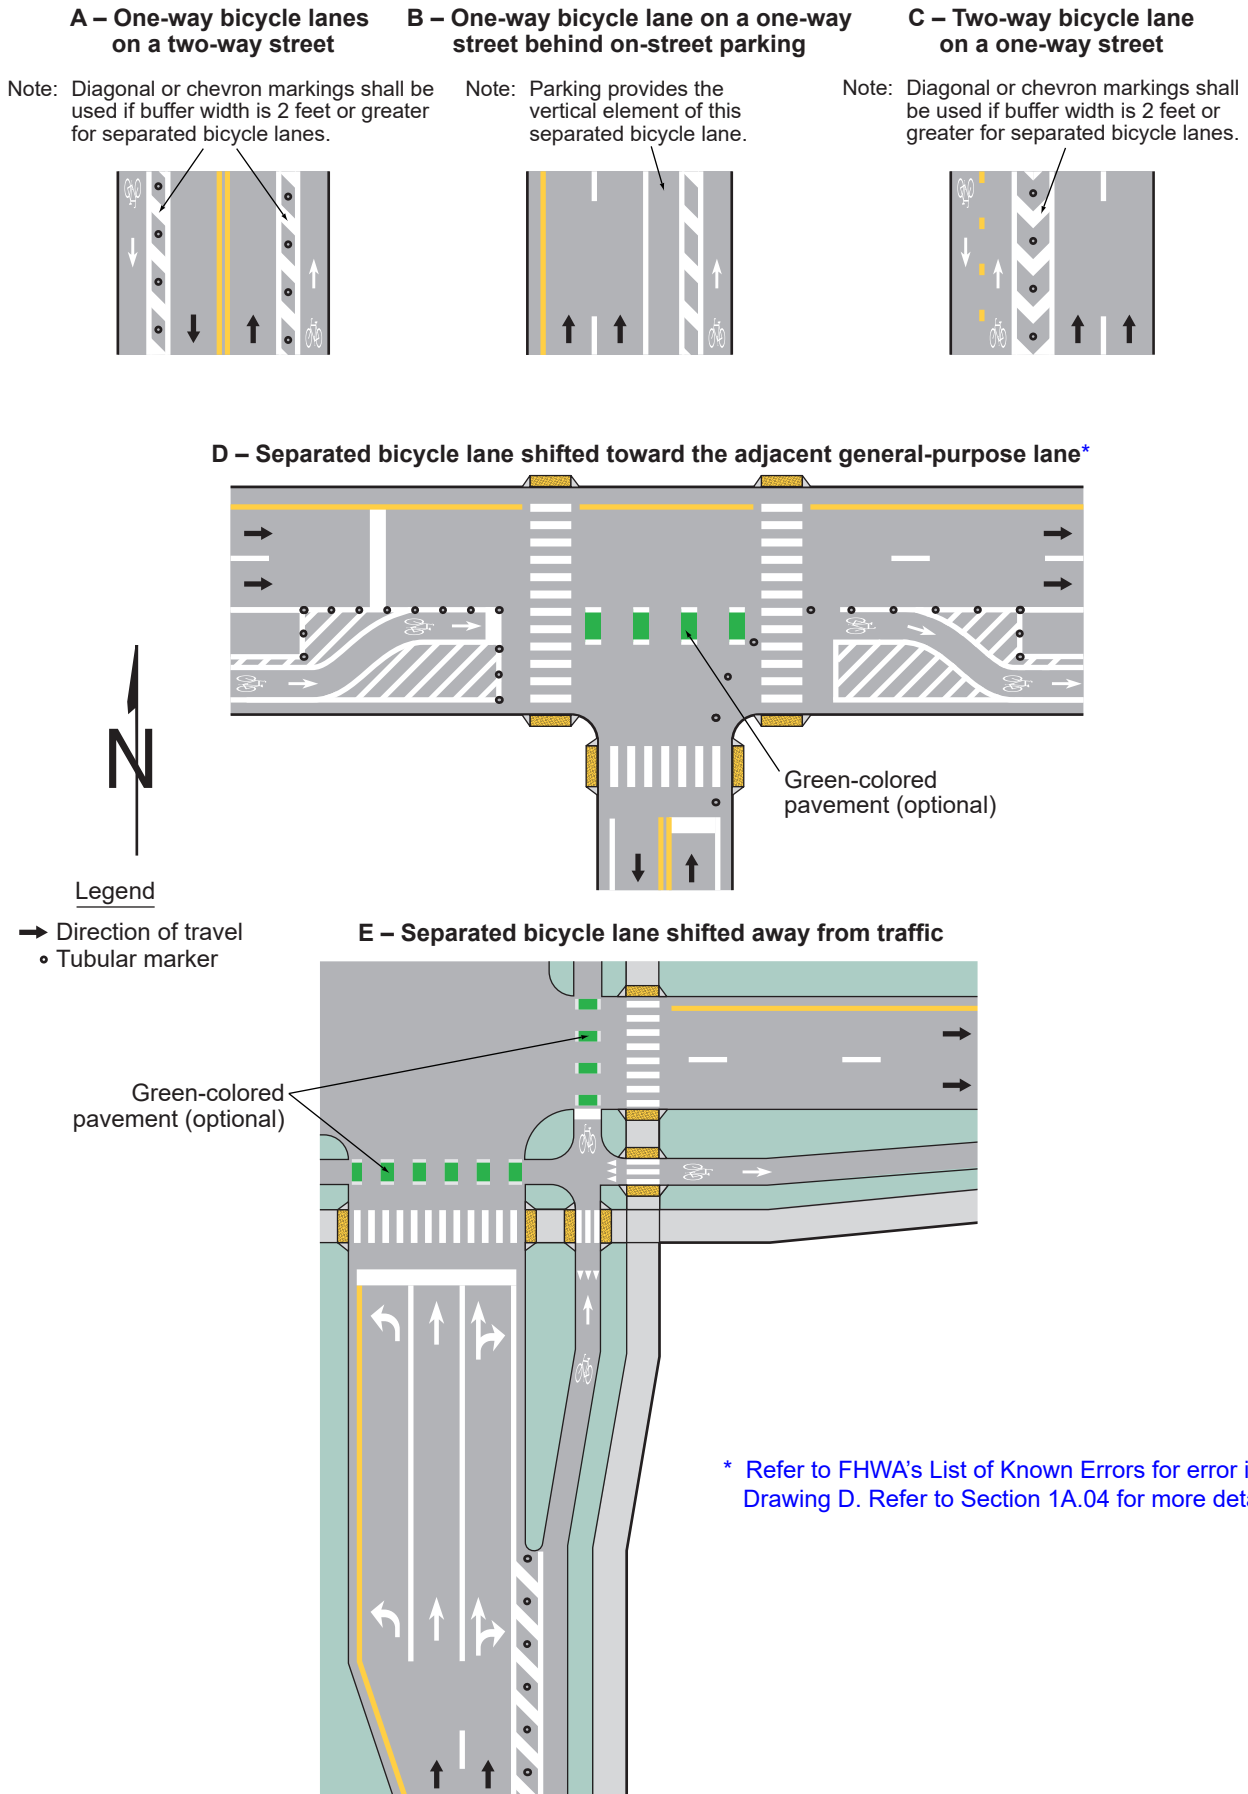 A – One-way bicycle lanes
on a two-way street
Note: Diagonal or chevron markings shall be
used if buffer width is 2 feet or greater
for separated bicycle lanes.
B – One-way bicycle lane on a one-way
street behind on-street parking
Note: Parking provides the
vertical element of this
separated bicycle lane.
C – Two-way bicycle lane
on a one-way street
Note: Diagonal or chevron markings shall
be used if buffer width is 2 feet or
greater for separated bicycle lanes.
D – Separated bicycle lane shifted toward the adjacent general-purpose lane*
N
Green-colored
pavement (optional)
Legend
Direction of travel
Tubular marker
E – Separated bicycle lane shifted away from traffic
Green-colored
pavement (optional)
* Refer to FHWA's List of Known Errors for error i
Drawing D. Refer to Section 1A.04 for more deta